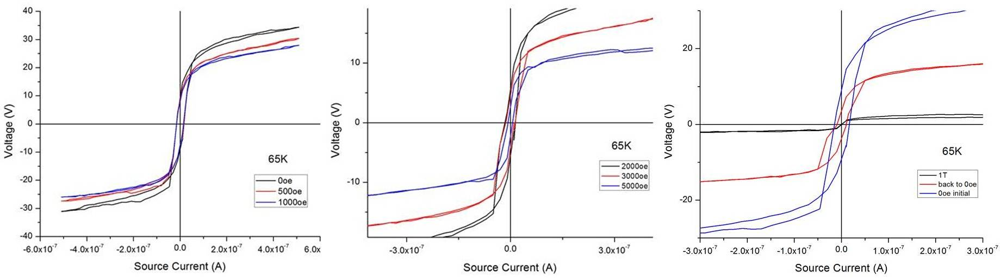 40
30
20
10
0
-10
-20
-30
-40
Voltage (V)
-6.0x10⁻⁷ -4.0x10⁻⁷ -2.0x10⁻⁷ 0.0 2.0x10⁻⁷ 4.0x10⁻⁷ 6.0x
Source Current (A)
65K
0oe
500oe
1000oe
10
0
-10
Voltage (V)
-3.0x10⁻⁷ 0.0 3.0x10⁻⁷
Source Current (A)
65K
2000oe
3000oe
5000oe
20
0
-20
Voltage (V)
-3.0x10⁻⁷ -2.0x10⁻⁷ -1.0x10⁻⁷ 0.0 1.0x10⁻⁷ 2.0x10⁻⁷ 3.0x10⁻⁷
Source Current (A)
65K
1T
back to 0oe
0oe initial